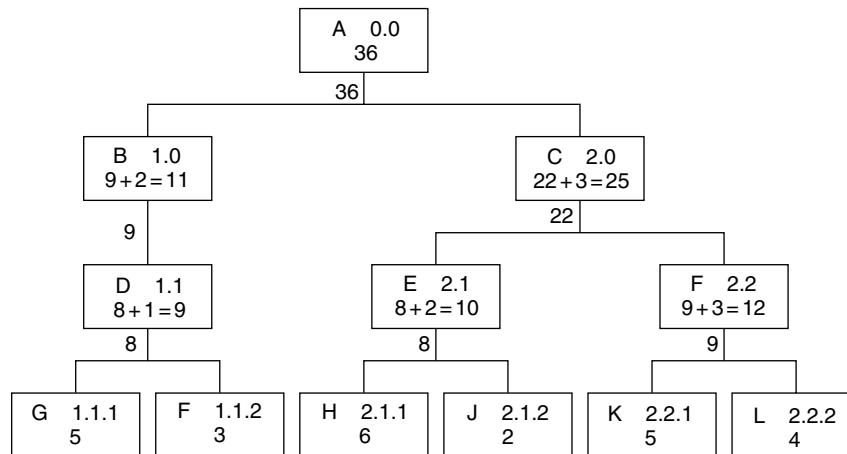 A 0.0
36
36
B 1.0
9+2=11
C 2.0
22+3=25
9
22
D 1.1
8+1=9
E 2.1
8+2=10
F 2.2
9+3=12
8
8
9
G 1.1.1
5
F 1.1.2
3
H 2.1.1
6
J 2.1.2
2
K 2.2.1
5
L 2.2.2
4